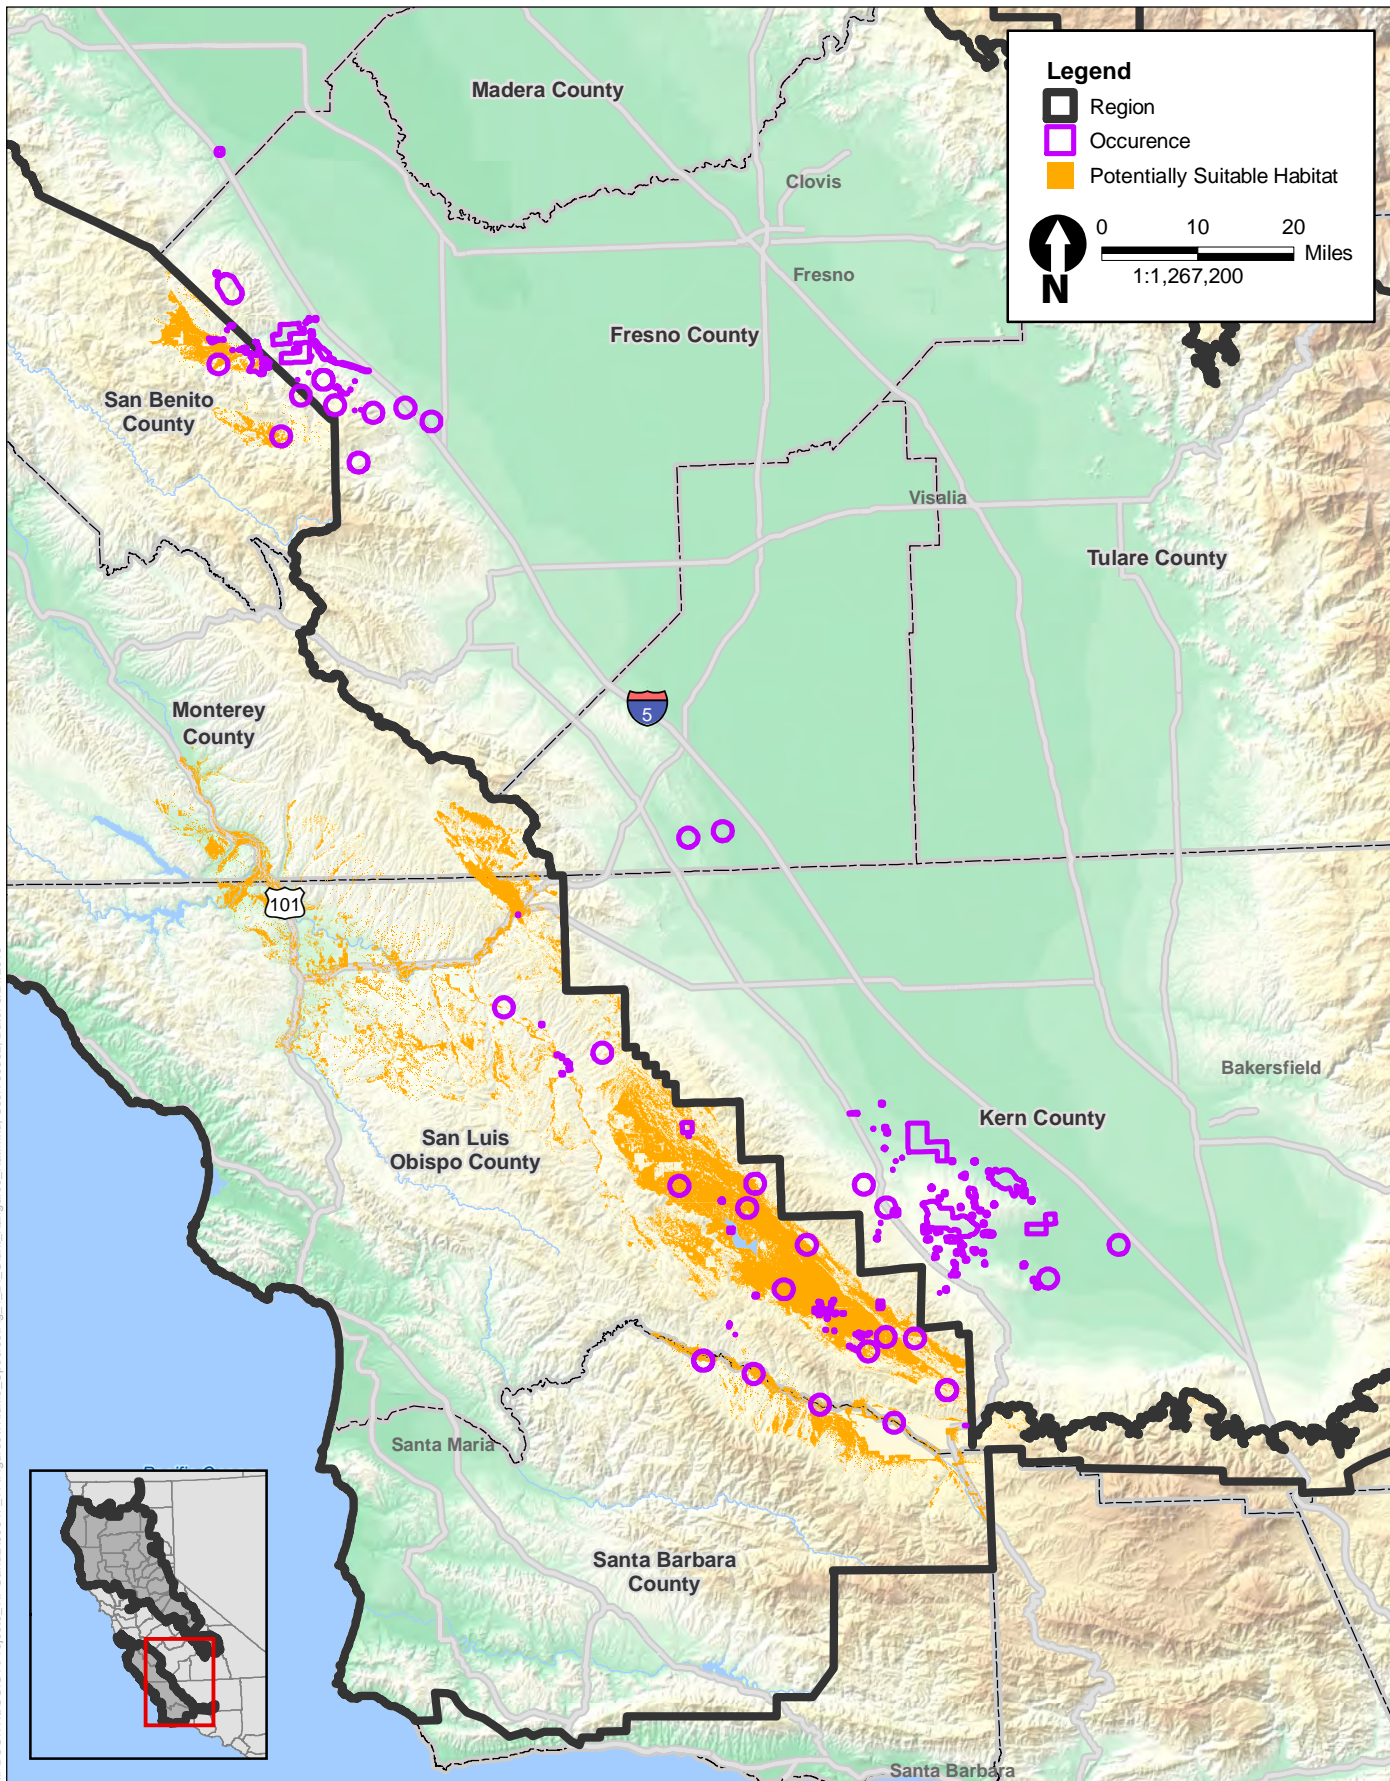 Legend
Region
Occurence
Potentially Suitable Habitat
0 10 20
Miles
1:1,267,200
N
Madera County
Clovis
Fresno
Fresno County
San Benito
County
Visalia
Tulare County
Monterey
County
5
101
Bakersfield
Kern County
San Luis
Obispo County
Santa Maria
Santa Barbara
County
Santa Barbara